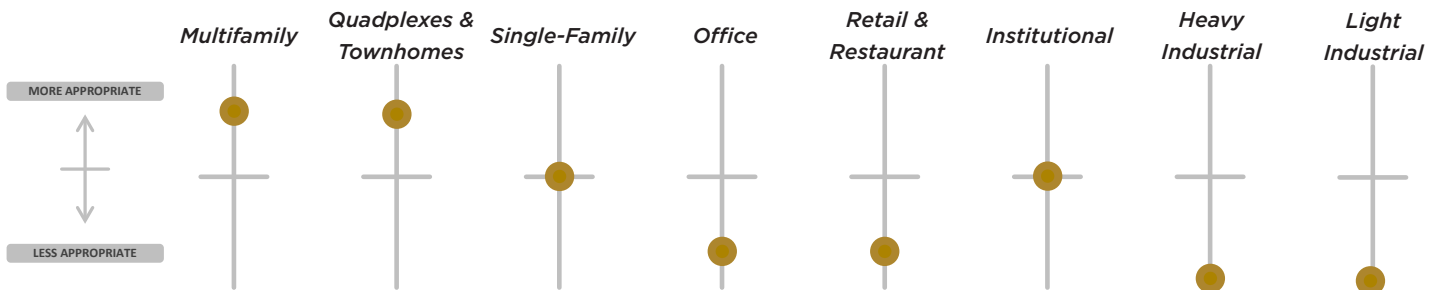 Multifamily
Quadplexes &
Townhomes
Single-Family
Office
Retail &
Restaurant
Institutional
Heavy
Industrial
Light
Industrial
MORE APPROPRIATE
LESS APPROPRIATE